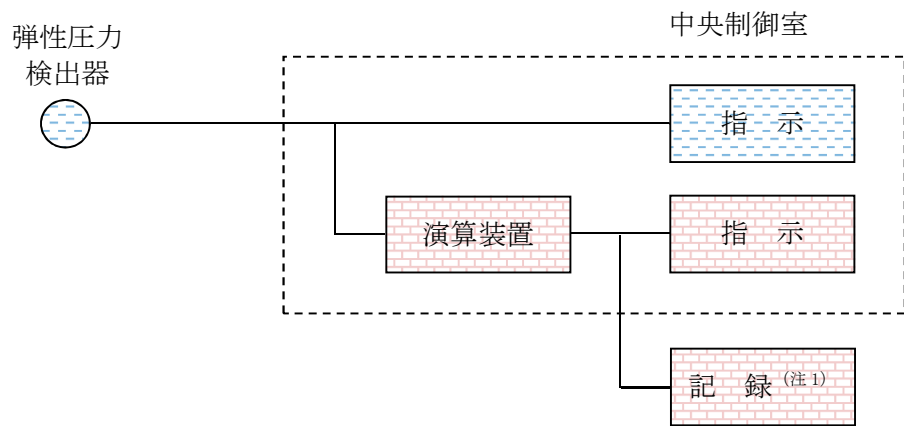 中央制御室
弾性圧力
検出器
指　示
演算装置
指　示
記　録(注1)